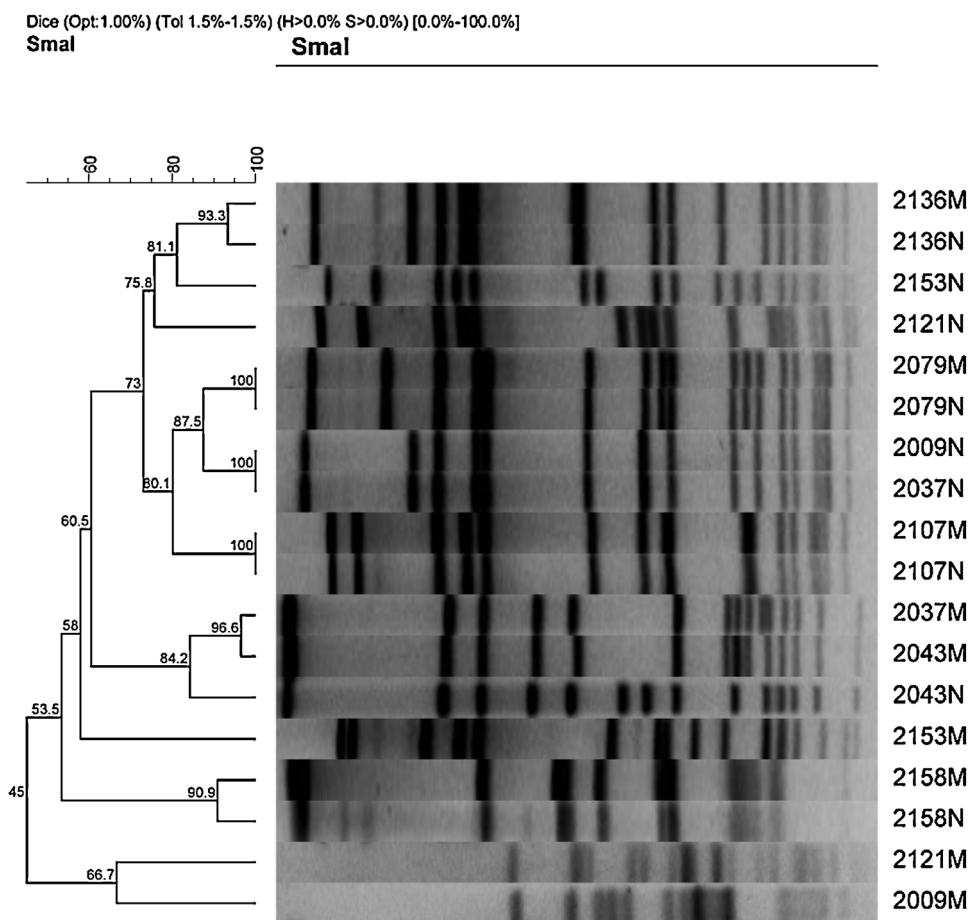 Dice (Opt:1.00%) (Tol 1.5%-1.5%) (H>0.0% S>0.0%) [0.0%-100.0%]
SmaI SmaI
60 80 100
2136M
93.3
2136N
81.1
2153N
75.8
2121N
2079M
73 100
2079N
87.5
2009N
100
2037N
80.1
2107M
60.5
100
2107N
2037M
96.6
58
2043M
84.2
2043N
53.5
2153M
2158M
45 90.9
2158N
2121M
66.7
2009M